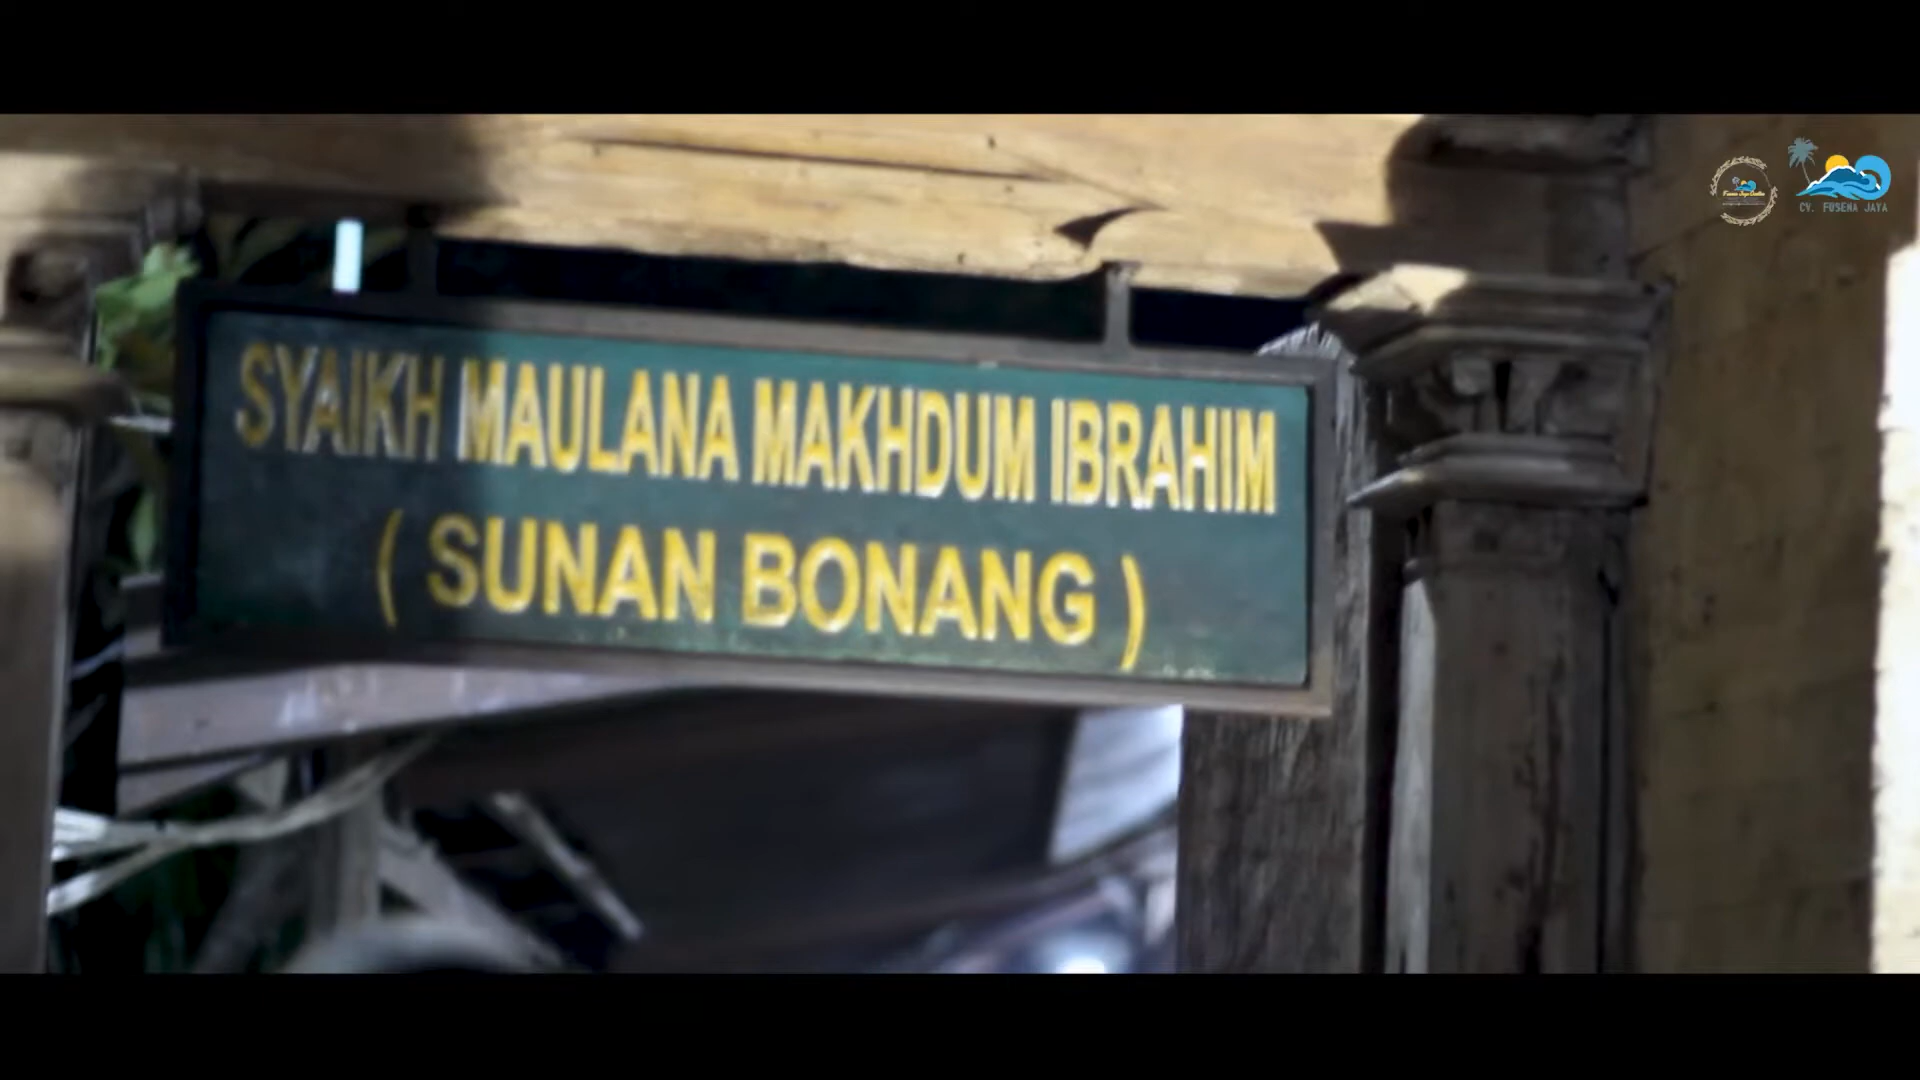 SYAIKH MAULANA MAKHDUM IBRAHIM
( SUNAN BONANG )
CV. FUSENA JAYA